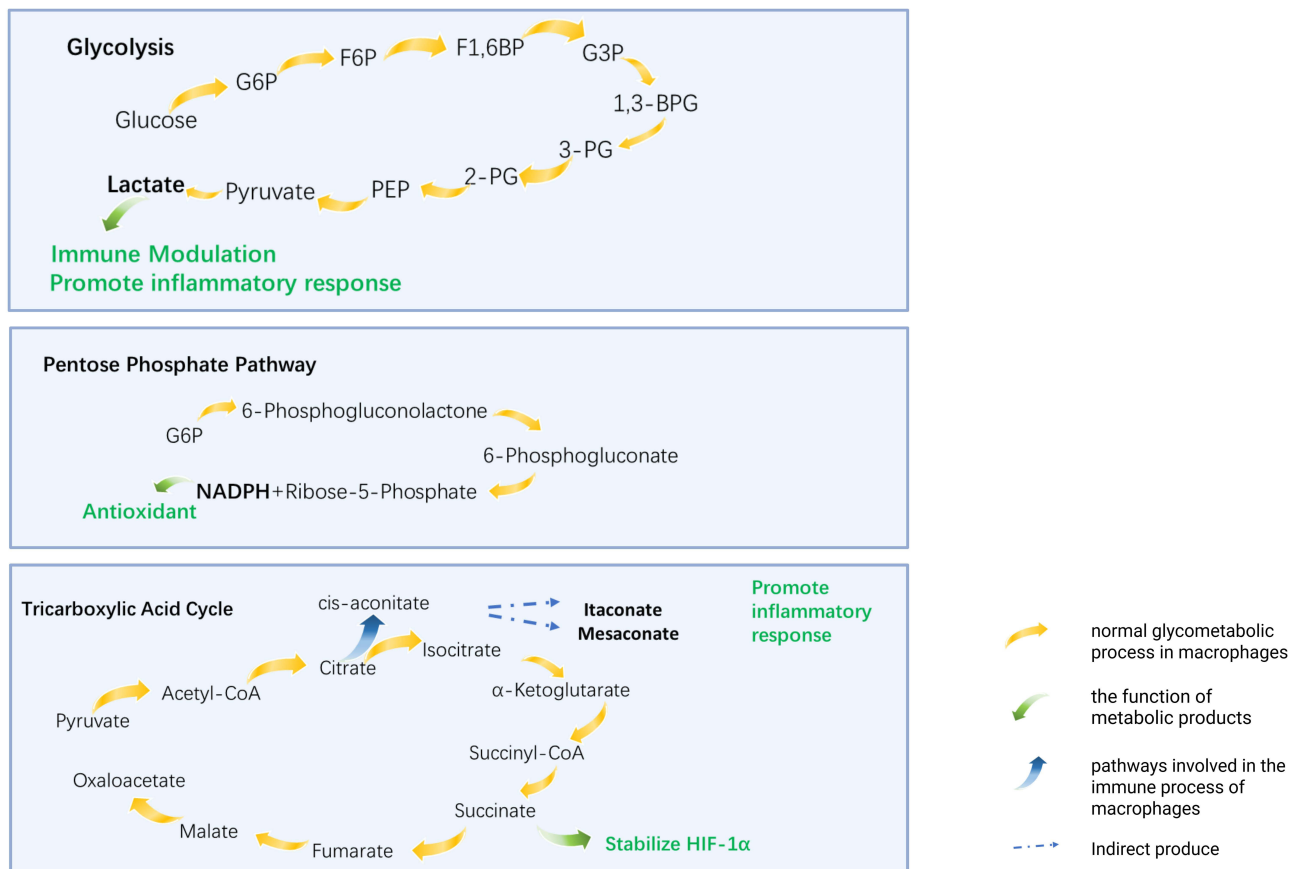 Glycolysis
Glucose
G6P
F6P
F1,6BP
G3P
1,3-BPG
3-PG
2-PG
PEP
Pyruvate
Lactate
Immune Modulation
Promote inflammatory response
Pentose Phosphate Pathway
G6P
6-Phosphogluconolactone
6-Phosphogluconate
NADPH+Ribose-5-Phosphate
Antioxidant
Tricarboxylic Acid Cycle
cis-aconitate
Itaconate
Mesaconate
Promote
inflammatory
response
Pyruvate
Acetyl-CoA
Citrate
Isocitrate
α-Ketoglutarate
Succinyl-CoA
Succinate
Stabilize HIF-1α
Fumarate
Malate
Oxaloacetate
normal glycometabolic
process in macrophages
the function of
metabolic products
pathways involved in the
immune process of
macrophages
Indirect produce